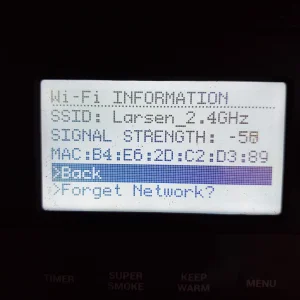 Wi-Fi INFORMATION
SSID: Larsen_2.4GHz
SIGNAL STRENGTH:
MAC:B4:E6:2D:C2:D3:89
>Back
>Forget Network?
TIMER
SUPER SMOKE
KEEP WARM
MENU